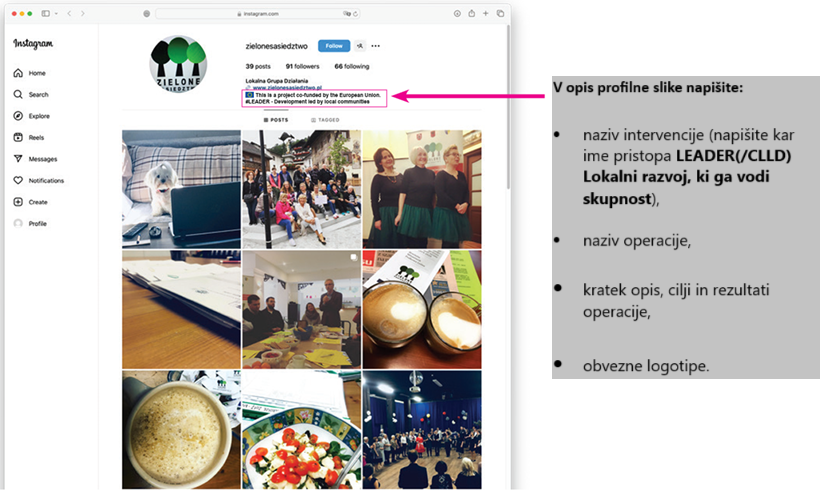 instagram.com
Instagram
Home
Search
Explore
Reels
Messages
Notifications
Create
Profile
ZIELONE
SĄSIEDZTWO
zielonesasiedztwo
Follow
39 posts
91 followers
66 following
Lokalna Grupa Działania
www.zielonesasiedztwo.pl
This is a project co-funded by the European Union.
#LEADER - Development led by local communities
POSTS
TAGGED
V opis profilne slike napišite:
• naziv intervencije (napišite kar
ime pristopa LEADER(/CLLD)
Lokalni razvoj, ki ga vodi
skupnost),
• naziv operacije,
• kratek opis, cilji in rezultati
operacije,
• obvezne logotipe.